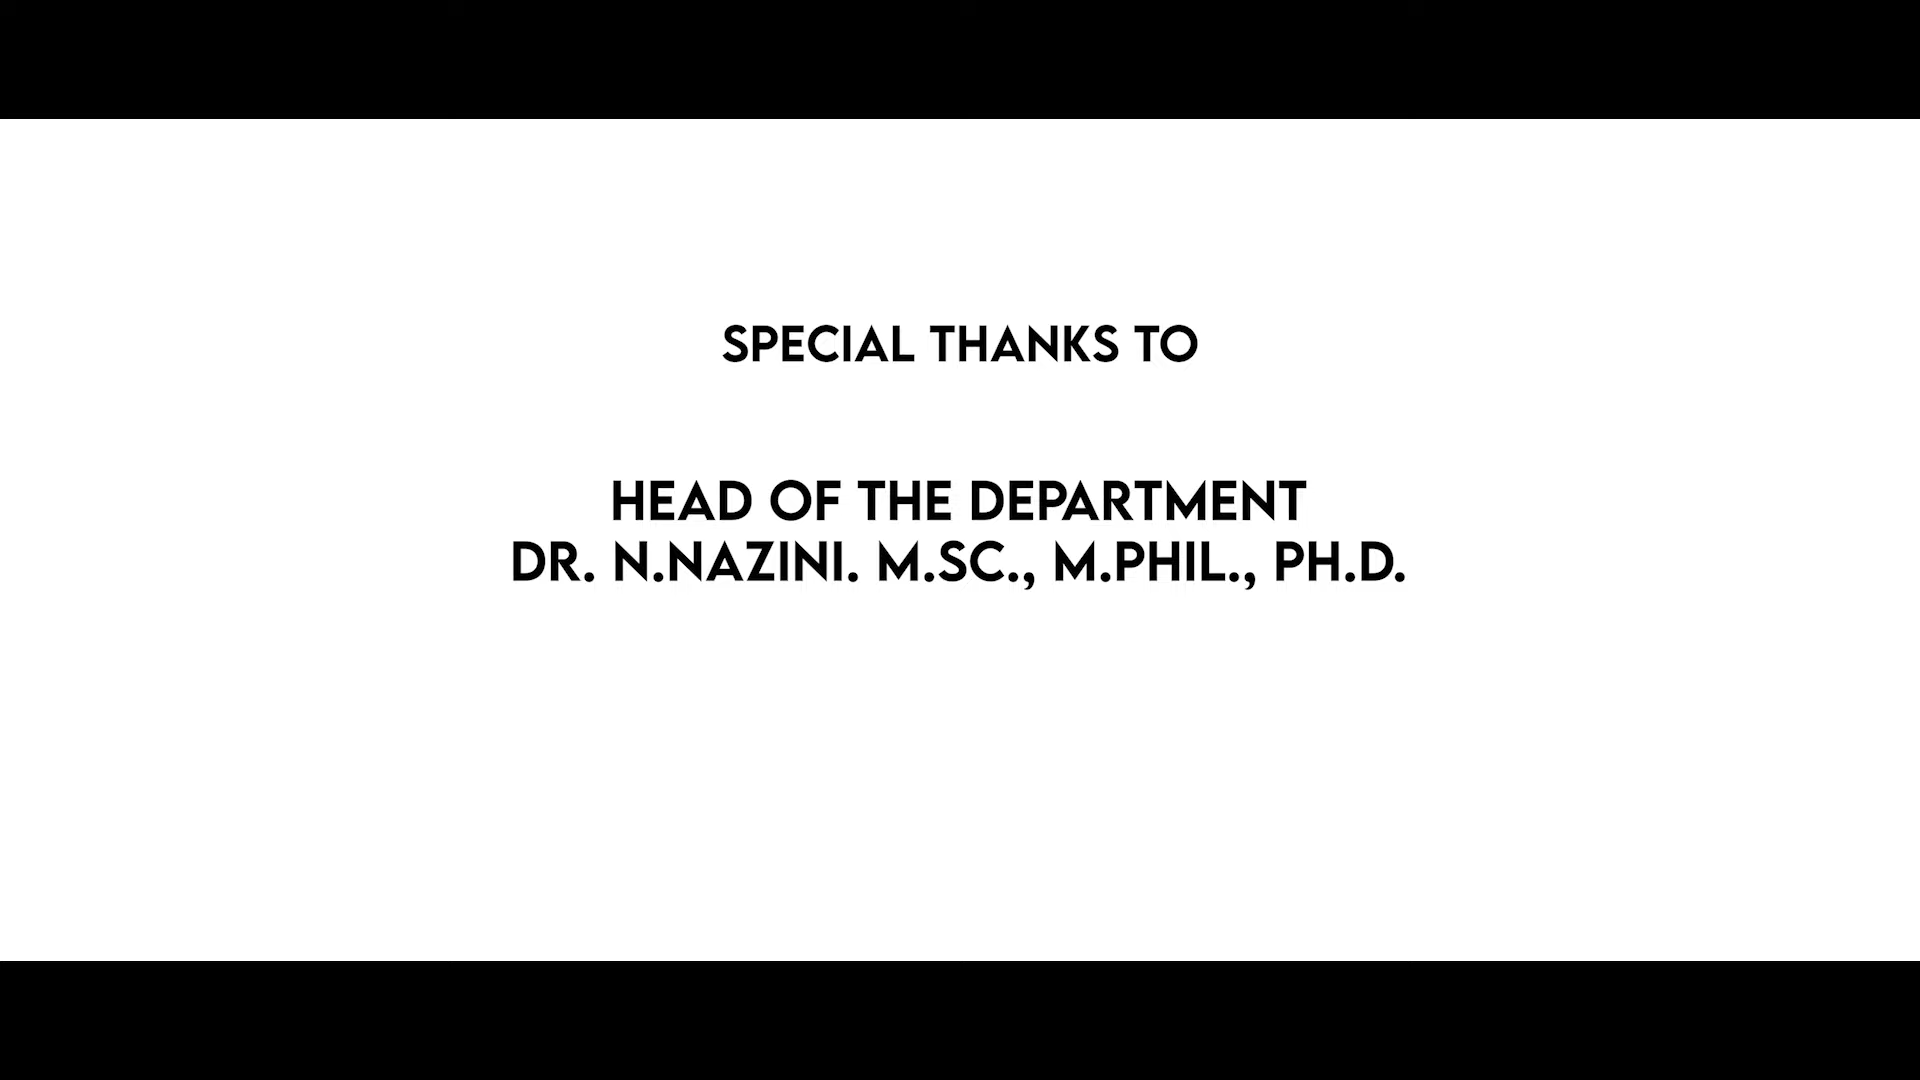 SPECIAL THANKS TO
HEAD OF THE DEPARTMENT
DR. N.NAZINI. M.SC., M.PHIL., PH.D.